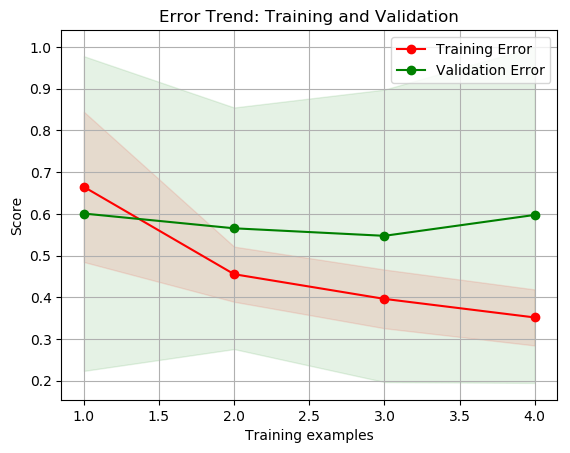 Error Trend: Training and Validation
Training Error
Validation Error
Score
1.0
0.9
0.8
0.7
0.6
0.5
0.4
0.3
0.2
1.0 1.5 2.0 2.5 3.0 3.5 4.0
Training examples